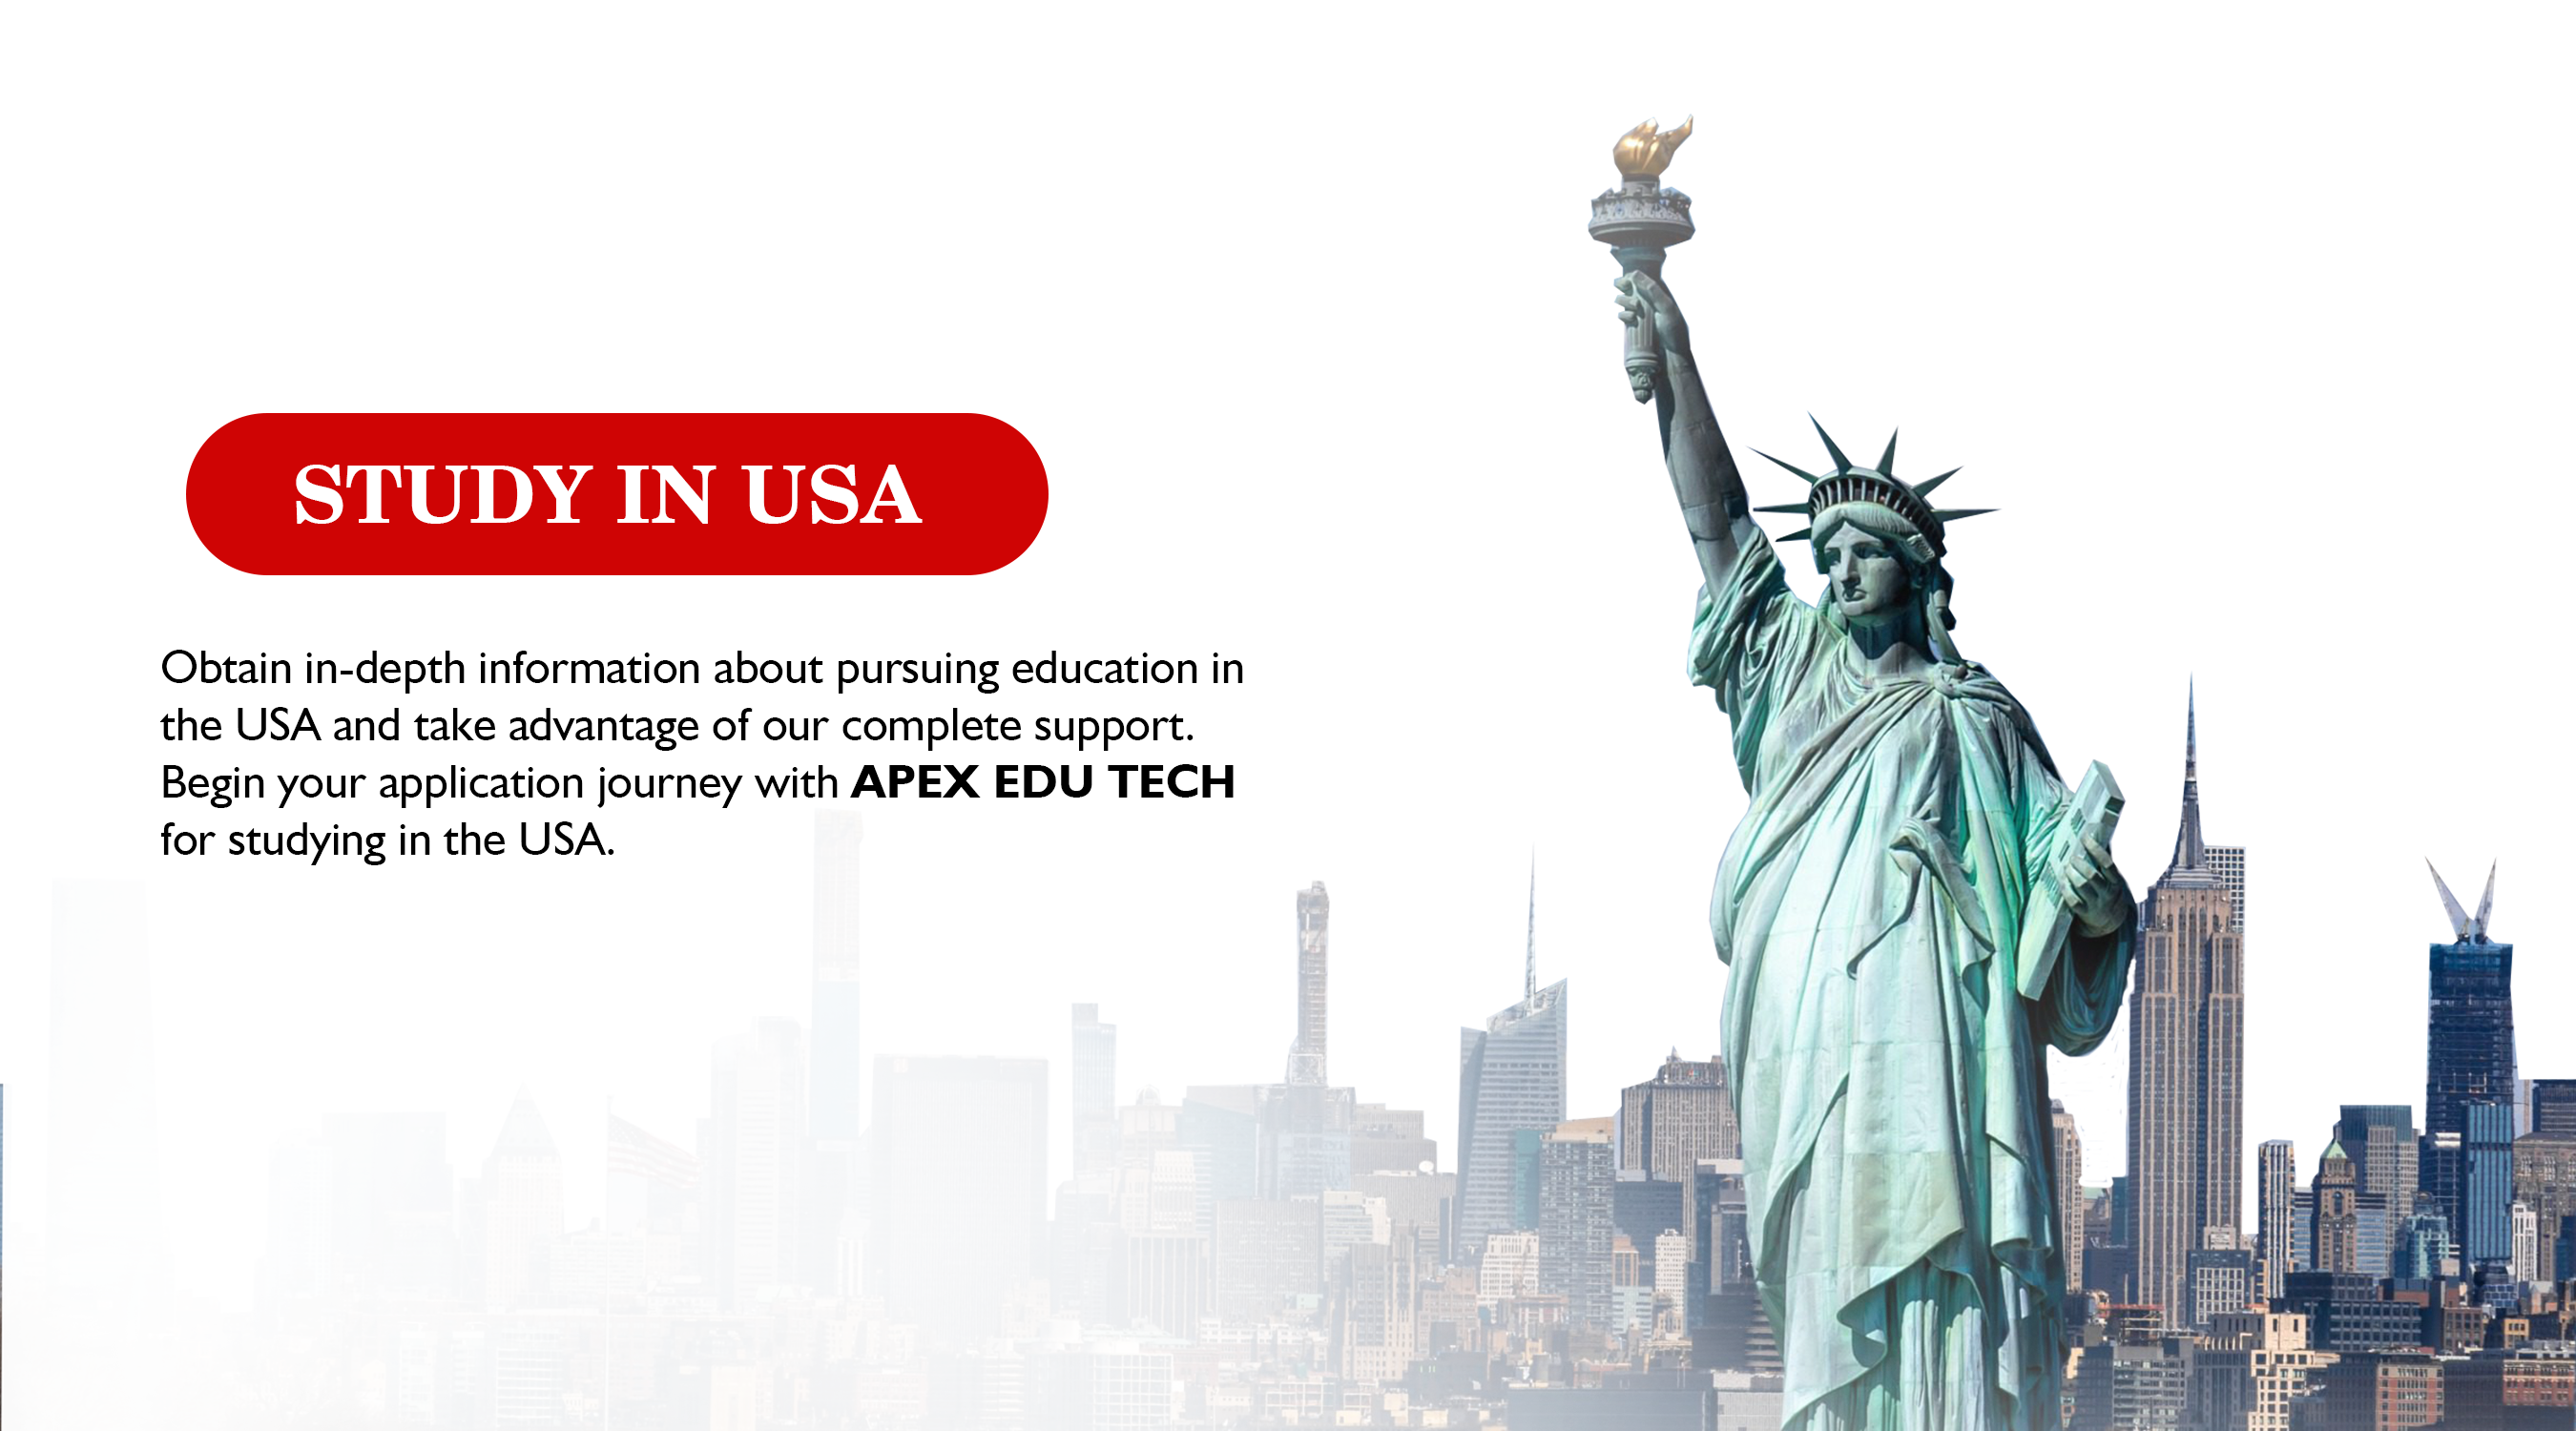 STUDY IN USA
Obtain in-depth information about pursuing education in
the USA and take advantage of our complete support.
Begin your application journey with APEX EDU TECH
for studying in the USA.